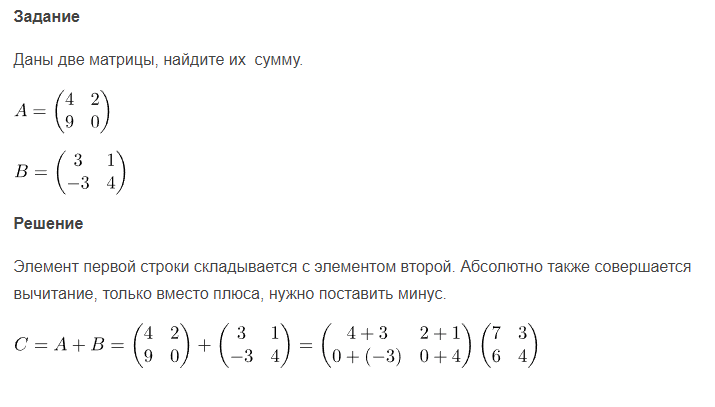 Задание
Даны две матрицы, найдите их сумму.
A = \begin{pmatrix} 4 & 2 \\ 9 & 0 \end{pmatrix}
B = \begin{pmatrix} 3 & 1 \\ -3 & 4 \end{pmatrix}
Решение
Элемент первой строки складывается с элементом второй. Абсолютно также совершается
вычитание, только вместо плюса, нужно поставить минус.
C = A + B = \begin{pmatrix} 4 & 2 \\ 9 & 0 \end{pmatrix} + \begin{pmatrix} 3 & 1 \\ -3 & 4 \end{pmatrix} = \begin{pmatrix} 4 + 3 & 2 + 1 \\ 0 + (-3) & 0 + 4 \end{pmatrix} \begin{pmatrix} 7 & 3 \\ 6 & 4 \end{pmatrix}